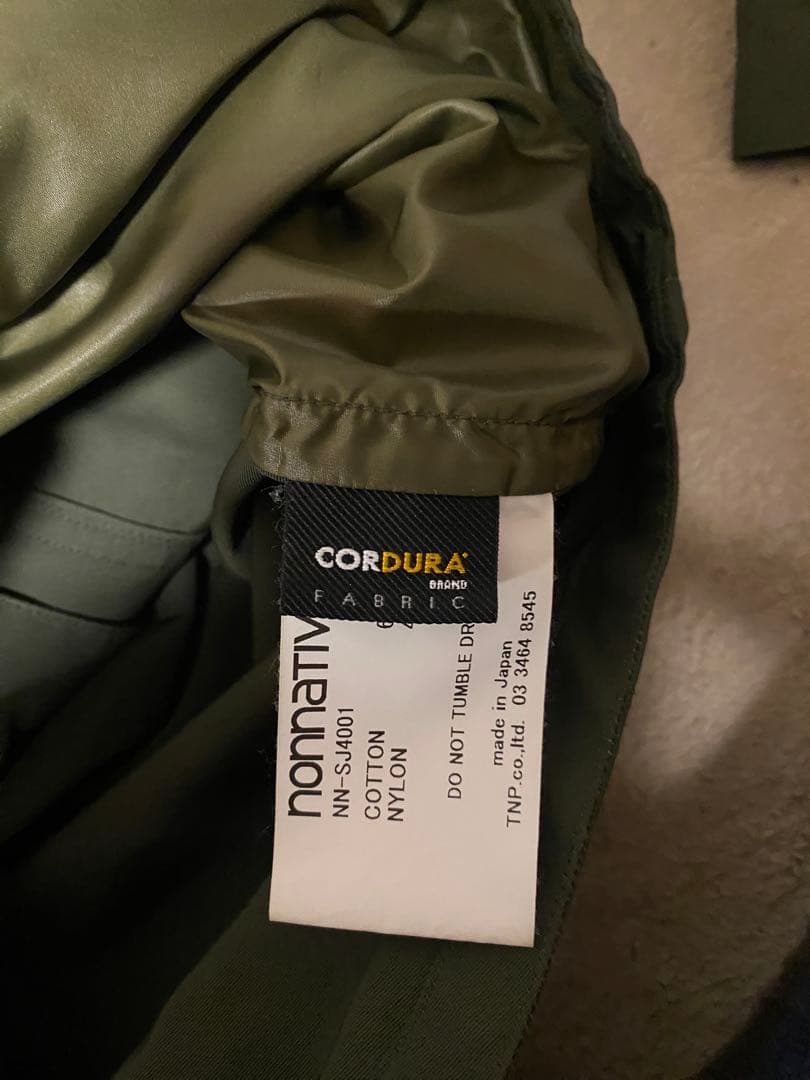 CORDURA
BRAND
FABRIC
nonnativ
NN-SJ4001
COTTON 6
NYLON
DO NOT TUMBLE DR
made in Japan
TNP.co.,ltd. 03 3464 8545